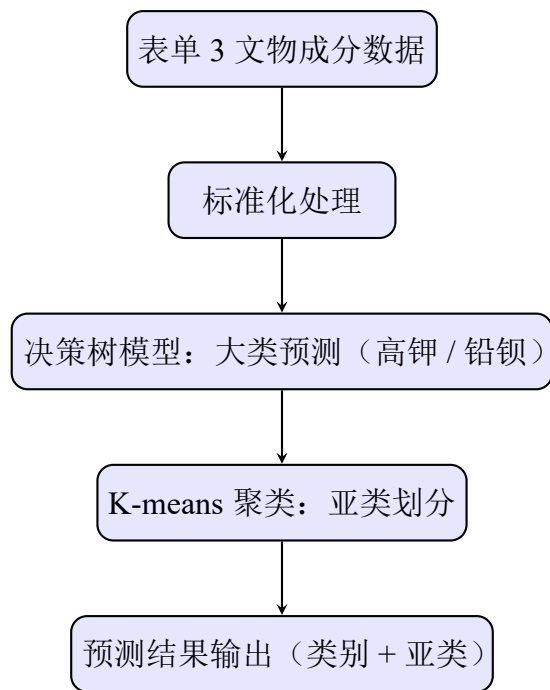 表单 3 文物成分数据
标准化处理
决策树模型：大类预测（高钾 / 铅钡）
K-means 聚类：亚类划分
预测结果输出（类别 + 亚类）